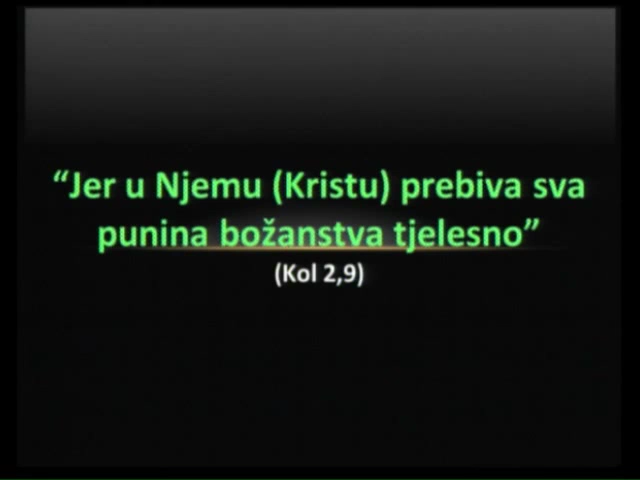 “Jer u Njemu (Kristu) prebiva sva
punina božanstva tjelesno”
(Kol 2,9)